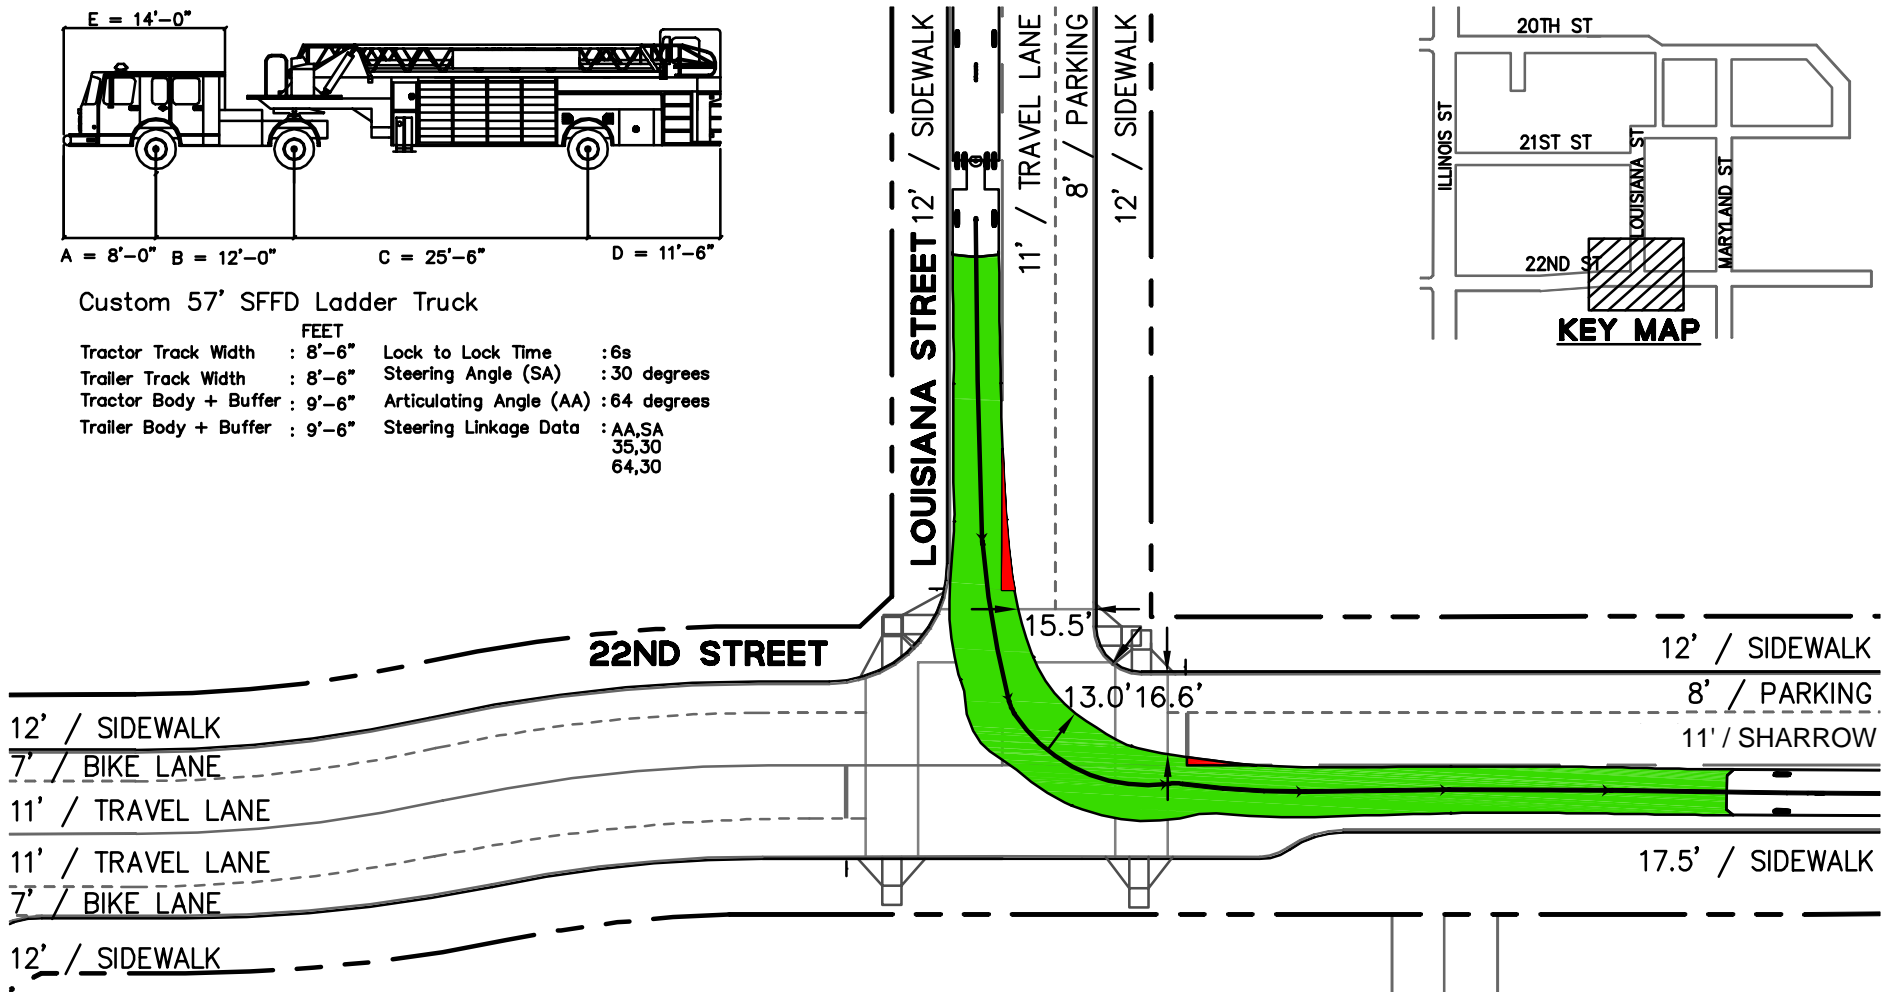 E = 14'-0"
A = 8'-0"
B = 12'-0"
C = 25'-6"
D = 11'-6"
Custom 57' SFFD Ladder Truck
FEET
Tractor Track Width : 8'-6"
Trailer Track Width : 8'-6"
Tractor Body + Buffer : 9'-6"
Trailer Body + Buffer : 9'-6"
Lock to Lock Time : 6s
Steering Angle (SA) : 30 degrees
Articulating Angle (AA) : 64 degrees
Steering Linkage Data : AA,SA
35,30
64,30
12' / SIDEWALK
11' / TRAVEL LANE
8' / PARKING
12' / SIDEWALK
LOUISIANA STREET
20TH ST
ILLINOIS ST
21ST ST
LOUISIANA ST
MARYLAND ST
22ND ST
KEY MAP
22ND STREET
15.5'
13.0'
16.6'
12' / SIDEWALK
7' / BIKE LANE
11' / TRAVEL LANE
11' / TRAVEL LANE
7' / BIKE LANE
12' / SIDEWALK
12' / SIDEWALK
8' / PARKING
11' / SHARROW
17.5' / SIDEWALK